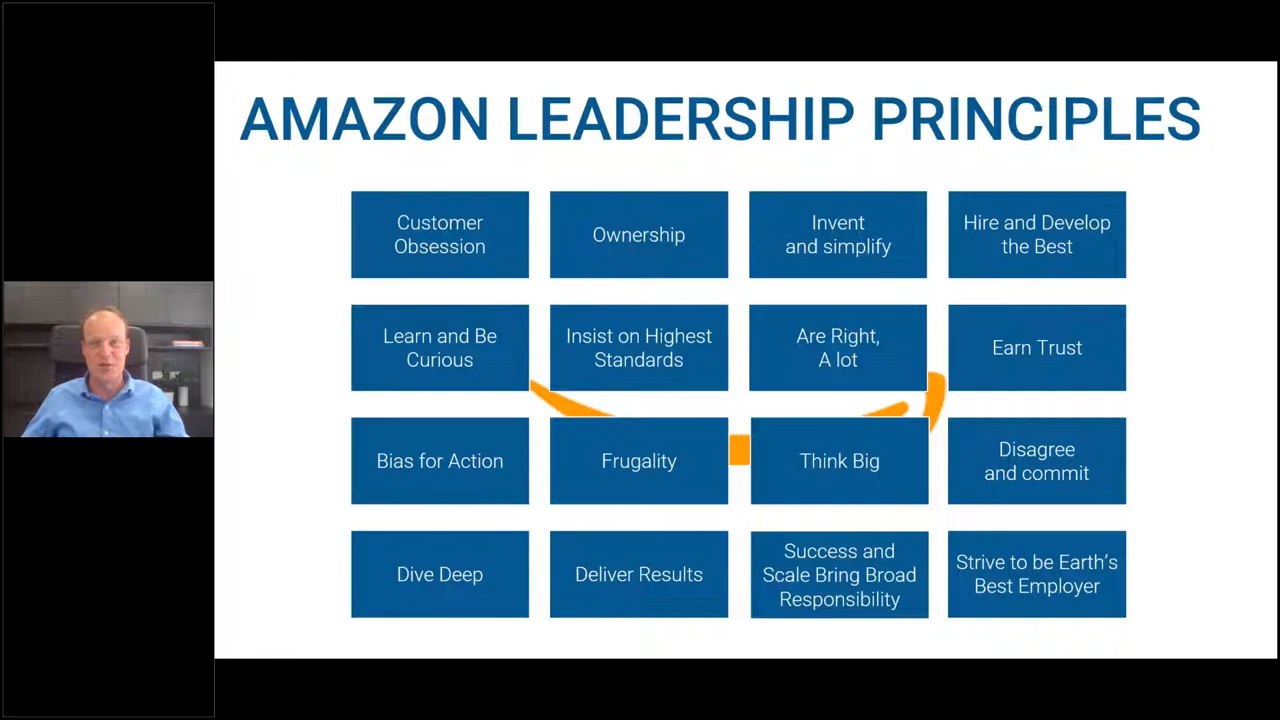 AMAZON LEADERSHIP PRINCIPLES
Customer
Obsession
Ownership
Invent
and simplify
Hire and Develop
the Best
Learn and Be
Curious
Insist on Highest
Standards
Are Right,
A lot
Earn Trust
Bias for Action
Frugality
Think Big
Disagree
and commit
Dive Deep
Deliver Results
Success and
Scale Bring Broad
Responsibility
Strive to be Earth’s
Best Employer